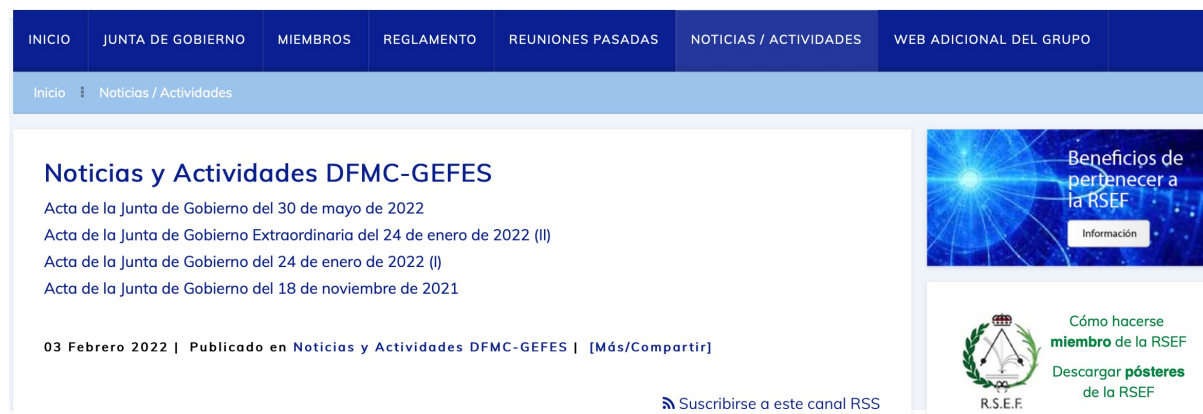 INICIO JUNTA DE GOBIERNO MIEMBROS REGLAMENTO REUNIONES PASADAS NOTICIAS / ACTIVIDADES WEB ADICIONAL DEL GRUPO
Inicio Noticias / Actividades
Noticias y Actividades DFMC-GEFES
Acta de la Junta de Gobierno del 30 de mayo de 2022
Acta de la Junta de Gobierno Extraordinaria del 24 de enero de 2022 (II)
Acta de la Junta de Gobierno del 24 de enero de 2022 (I)
Acta de la Junta de Gobierno del 18 de noviembre de 2021
03 Febrero 2022 | Publicado en Noticias y Actividades DFMC-GEFES | [Más/Compartir]
Suscribirse a este canal RSS
Beneficios de
pertenecer a
la RSEF
Información
R.S.E.F.
Cómo hacerse
miembro de la RSEF
Descargar pósteres
de la RSEF